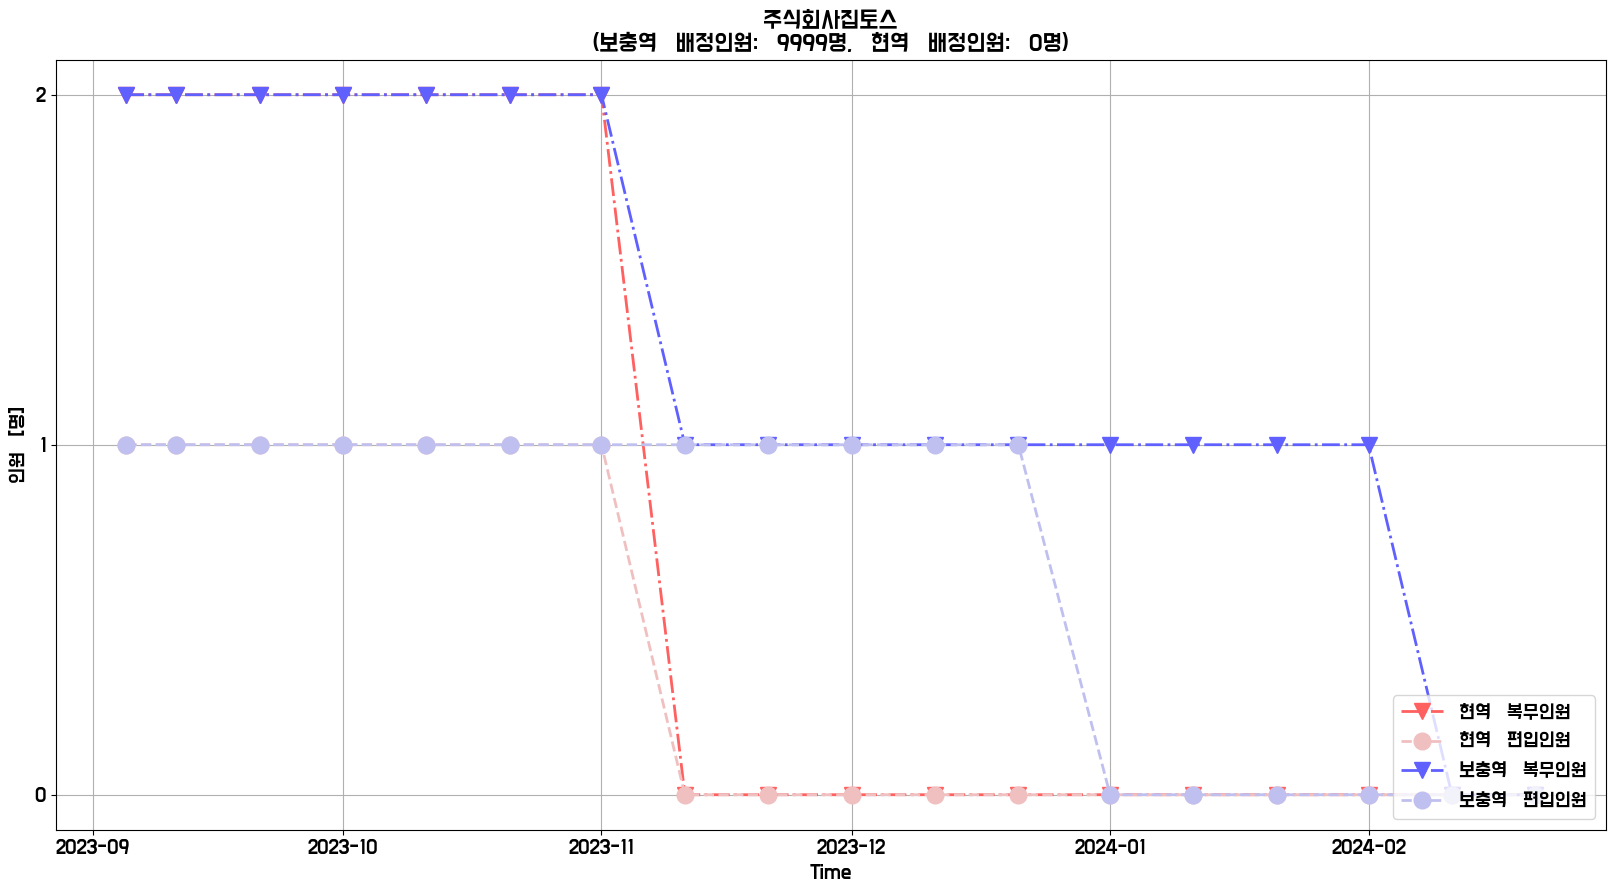 주식회사집토스
(보충역 배정인원: 9999명, 현역 배정인원: 0명)
인원 [명]
2
1
0
2023-09
2023-10
2023-11
2023-12
2024-01
2024-02
Time
현역 복무인원
현역 편입인원
보충역 복무인원
보충역 편입인원